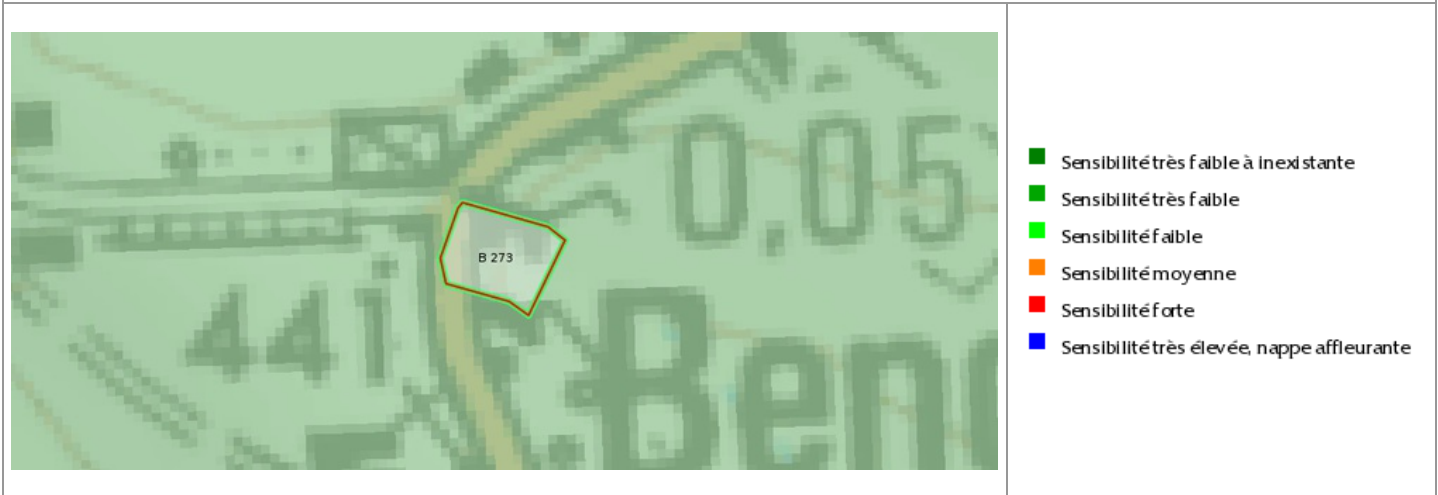 0,05
B 273
441
Sensibilité très faible à inexistante
Sensibilité très faible
Sensibilité faible
Sensibilité moyenne
Sensibilité forte
Sensibilité très élevée, nappe affleurante